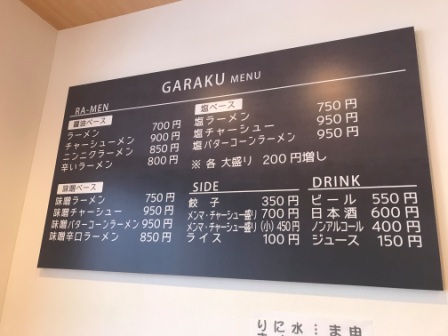 GARAKU MENU
RA-MEN
醤油ベース
ラーメン 700円
チャーシューメン 900円
ニンニクラーメン 850円
辛いラーメン 800円
塩ベース
塩ラーメン 750円
塩チャーシュー 950円
塩バターコーンラーメン 950円
※ 各 大盛り 200円増し
味噌ベース
味噌ラーメン 750円
味噌チャーシュー 950円
味噌バターコーンラーメン 950円
味噌辛口ラーメン 850円
SIDE
餃子 350円
メンマ・チャーシュー盛り 700円
メンマ・チャーシュー盛り(小) 450円
ライス 100円
DRINK
ビール 550円
日本酒 600円
ノンアルコール 400円
ジュース 150円
りに水…ま申